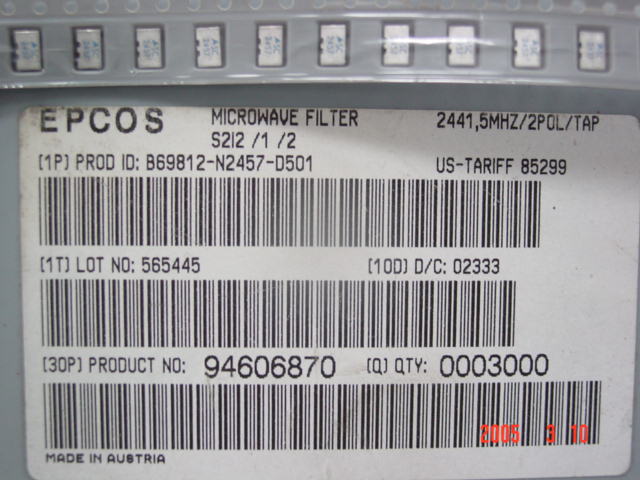 EPCOS MICROWAVE FILTER 2441,5MHZ/2POL/TAP
S2I2 /1 /2
(1P) PROD ID: B69812-N2457-D501 US-TARIFF 85299
(1T) LOT NO: 565445 (10D) D/C: 02333
(30P) PRODUCT NO: 94606870 (Q) QTY: 0003000
2005 3 10
MADE IN AUSTRIA